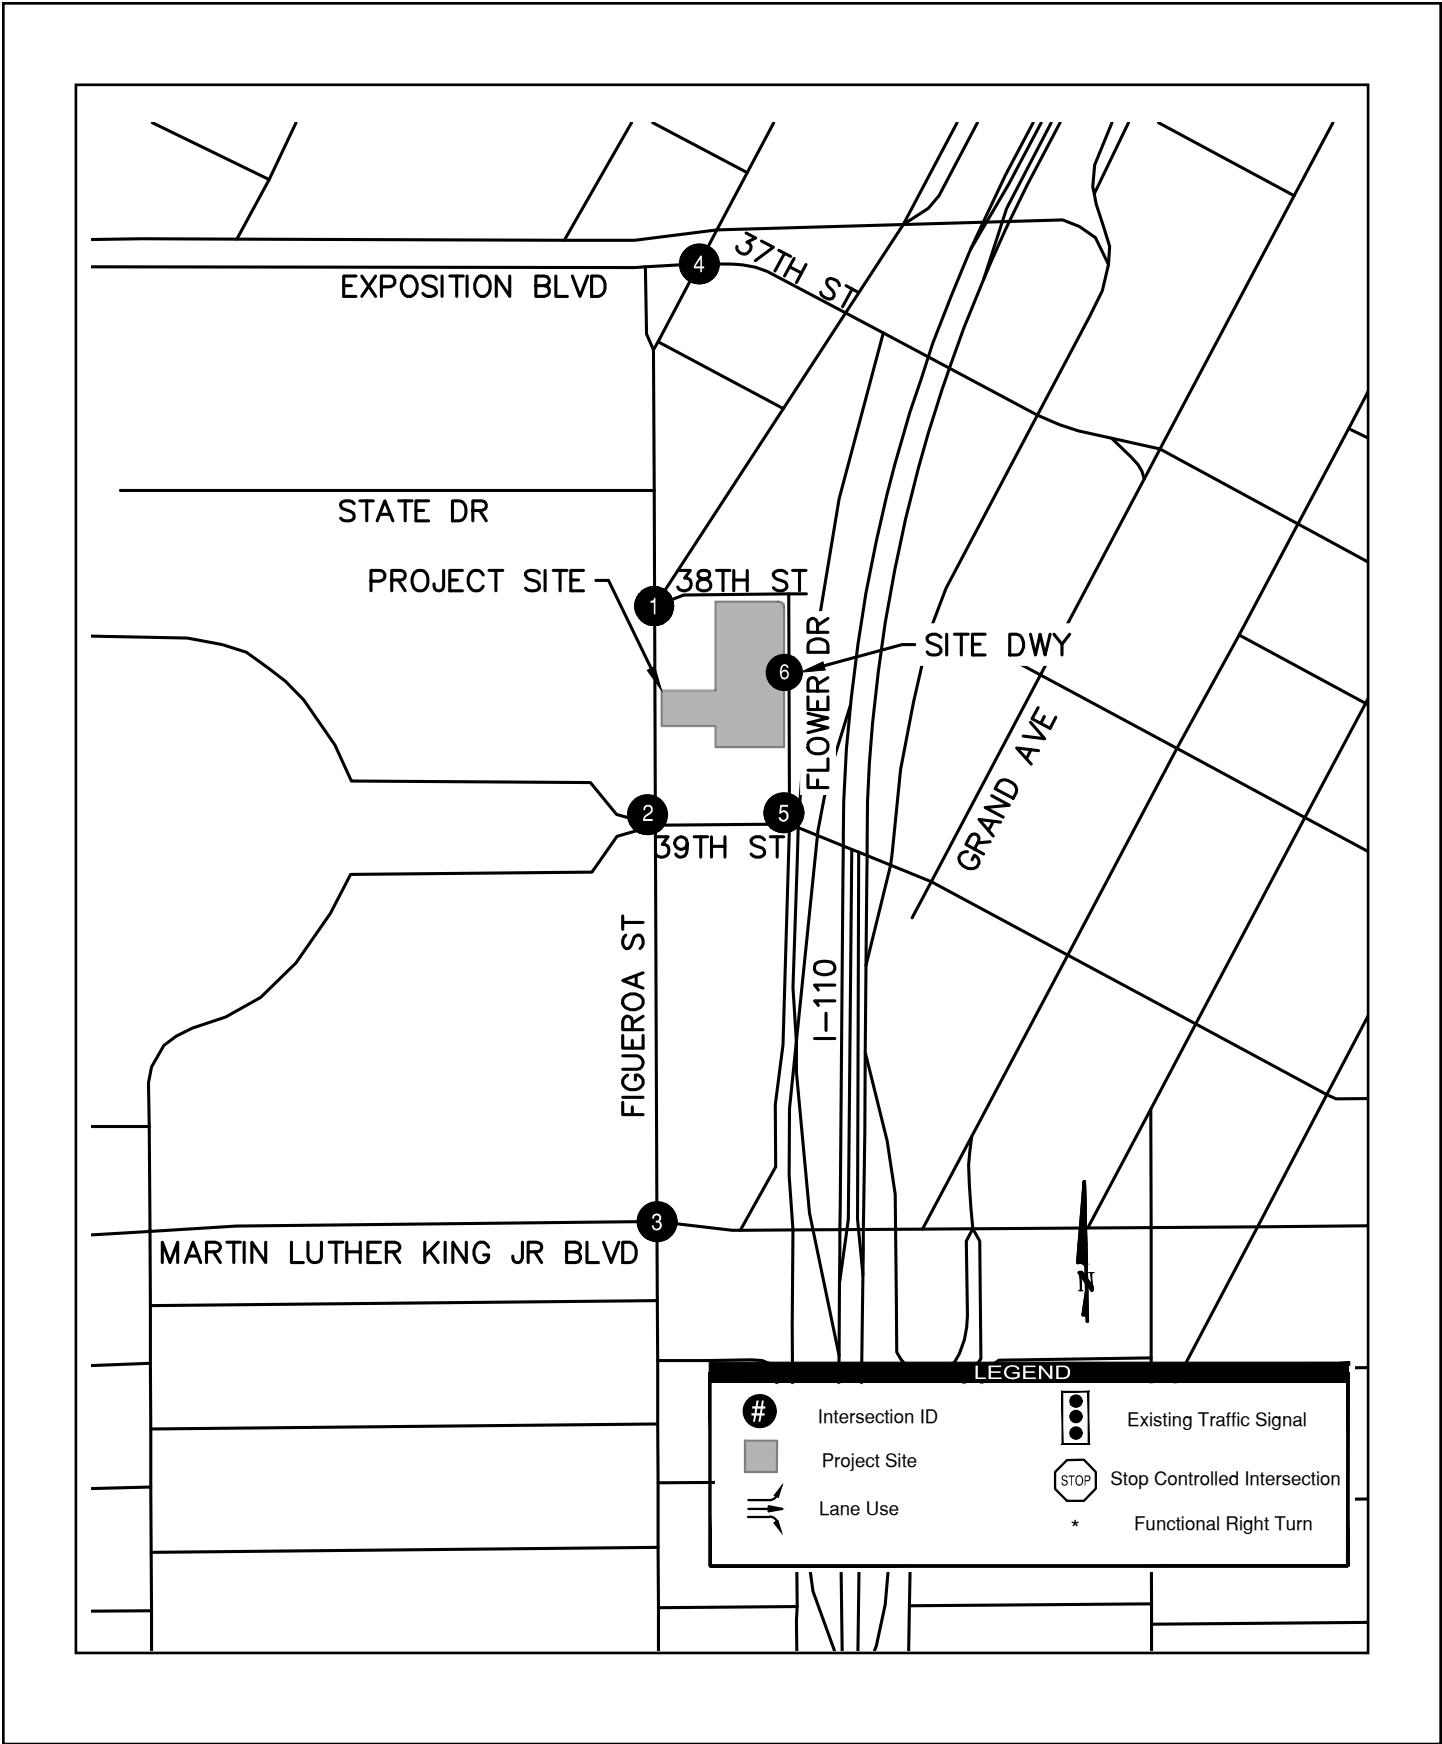 37TH ST
4
EXPOSITION BLVD
STATE DR
PROJECT SITE
38TH ST
1
SITE DWY
6
FLOWER DR
GRAND AVE
2
5
39TH ST
FIGUEROA ST
I-110
3
MARTIN LUTHER KING JR BLVD
N
LEGEND
# Intersection ID
Existing Traffic Signal
Project Site
STOP Stop Controlled Intersection
Lane Use
* Functional Right Turn